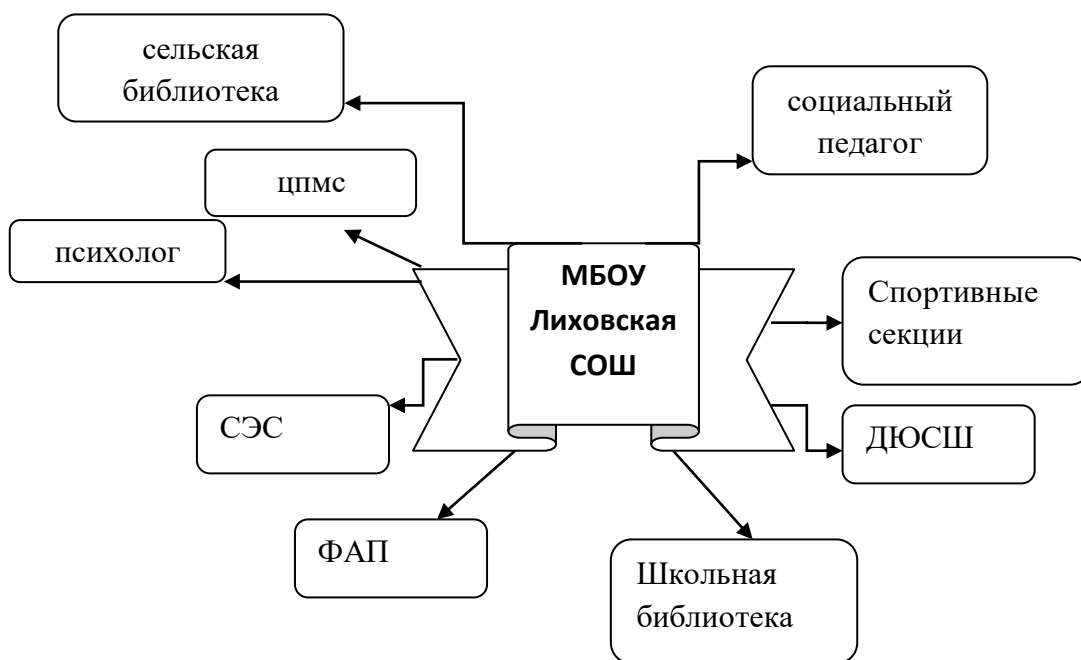 сельская
библиотека
социальный
педагог
цпмс
психолог
МБОУ
Лиховская
СОШ
Спортивные
секции
СЭС
ДЮСШ
ФАП
Школьная
библиотека